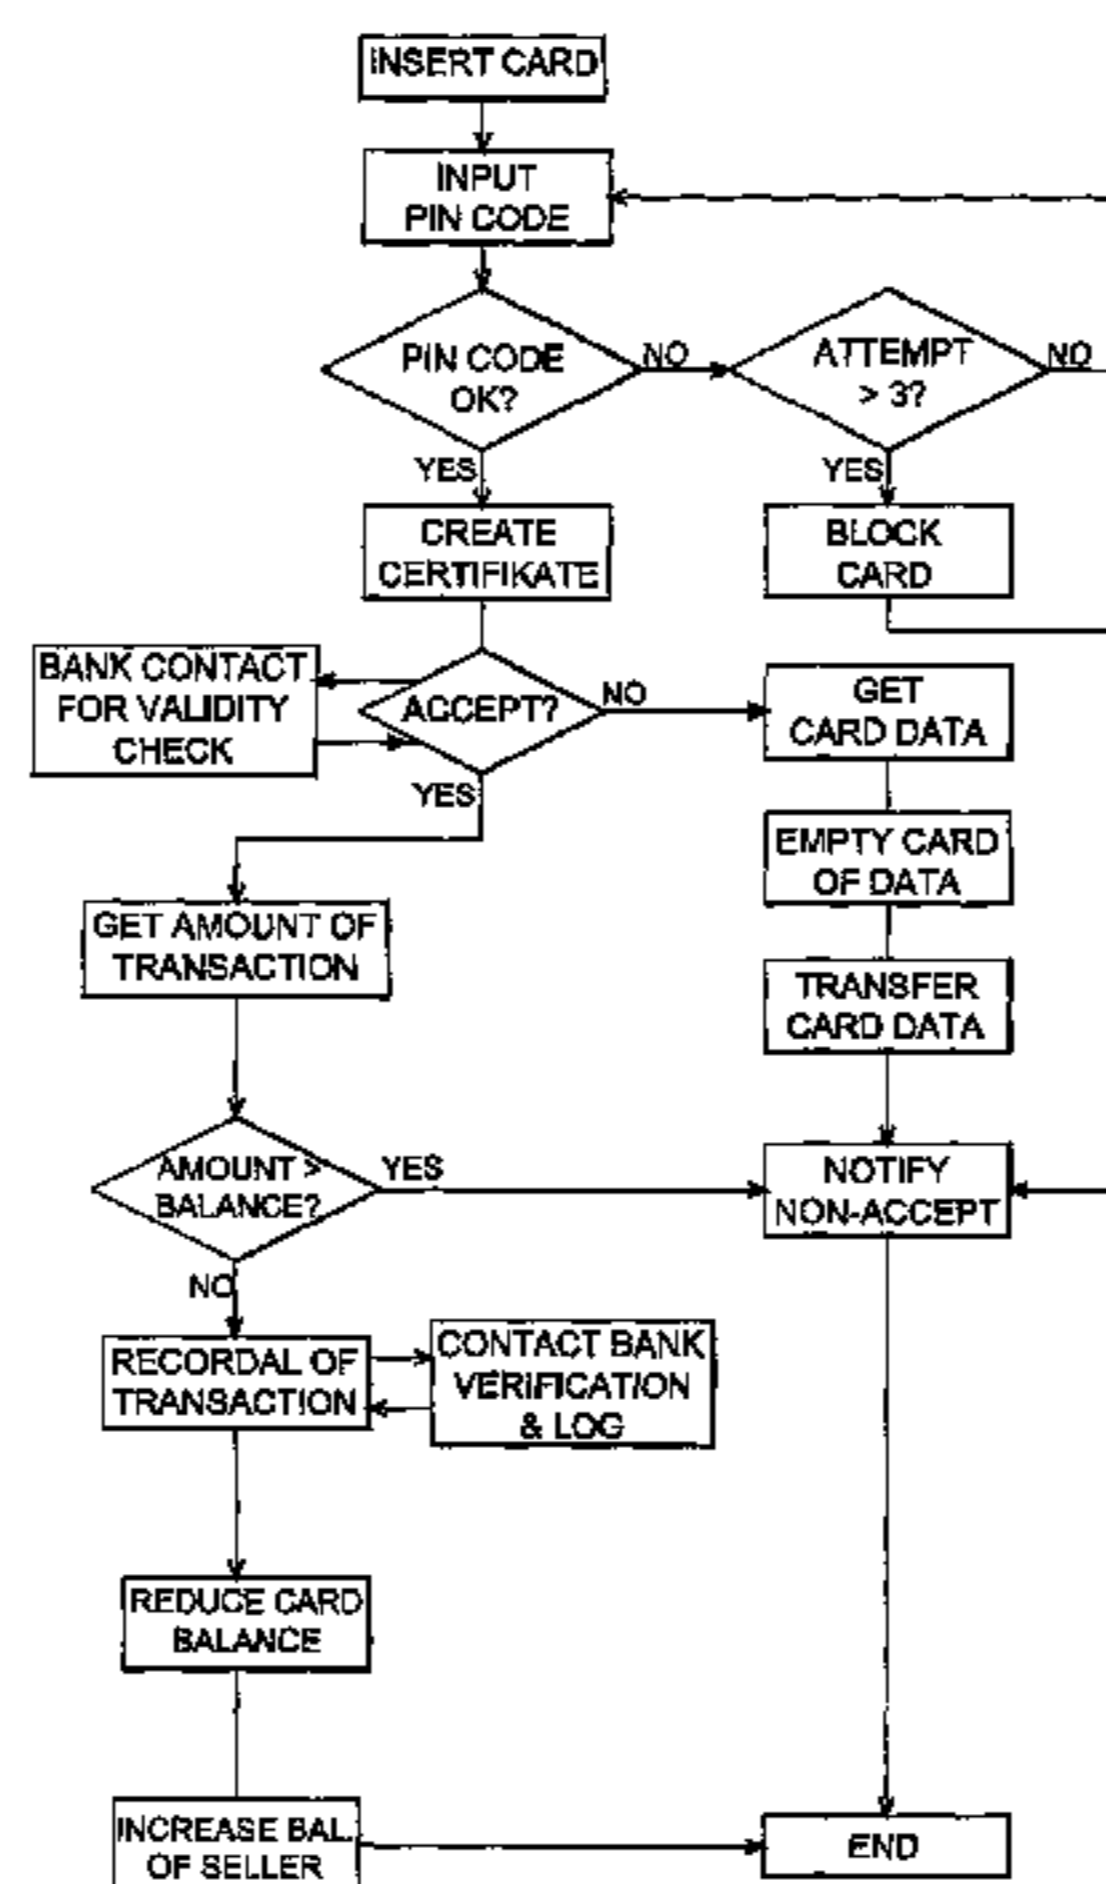 INSERT CARD
INPUT
PIN CODE
PIN CODE
OK?
NO
ATTEMPT
> 3?
NO
YES
YES
CREATE
CERTIFIKATE
BLOCK
CARD
BANK CONTACT
FOR VALIDITY
CHECK
ACCEPT?
NO
GET
CARD DATA
YES
EMPTY CARD
OF DATA
GET AMOUNT OF
TRANSACTION
TRANSFER
CARD DATA
AMOUNT >
BALANCE?
YES
NOTIFY
NON-ACCEPT
NO
RECORDAL OF
TRANSACTION
CONTACT BANK
VERIFICATION
& LOG
REDUCE CARD
BALANCE
INCREASE BAL.
OF SELLER
END